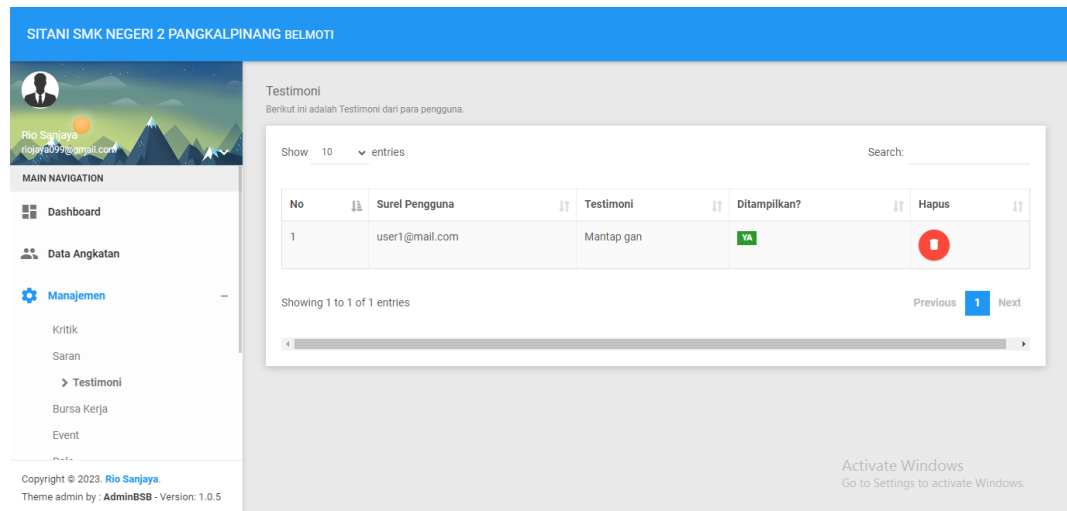 SITANI SMK NEGERI 2 PANGKALPINANG BELMOTI
Rio Sanjaya
riojaya099@gmail.com
MAIN NAVIGATION
Dashboard
Data Angkatan
Manajemen
Kritik
Saran
Testimoni
Bursa Kerja
Event
Copyright © 2023. Rio Sanjaya.
Theme admin by : AdminBSB - Version: 1.0.5
Testimoni
Berikut ini adalah Testimoni dari para pengguna.
Show 10 entries Search:
No Surel Pengguna Testimoni Ditampilkan? Hapus
1 user1@mail.com Mantap gan YA
Showing 1 to 1 of 1 entries Previous 1 Next
Activate Windows
Go to Settings to activate Windows.